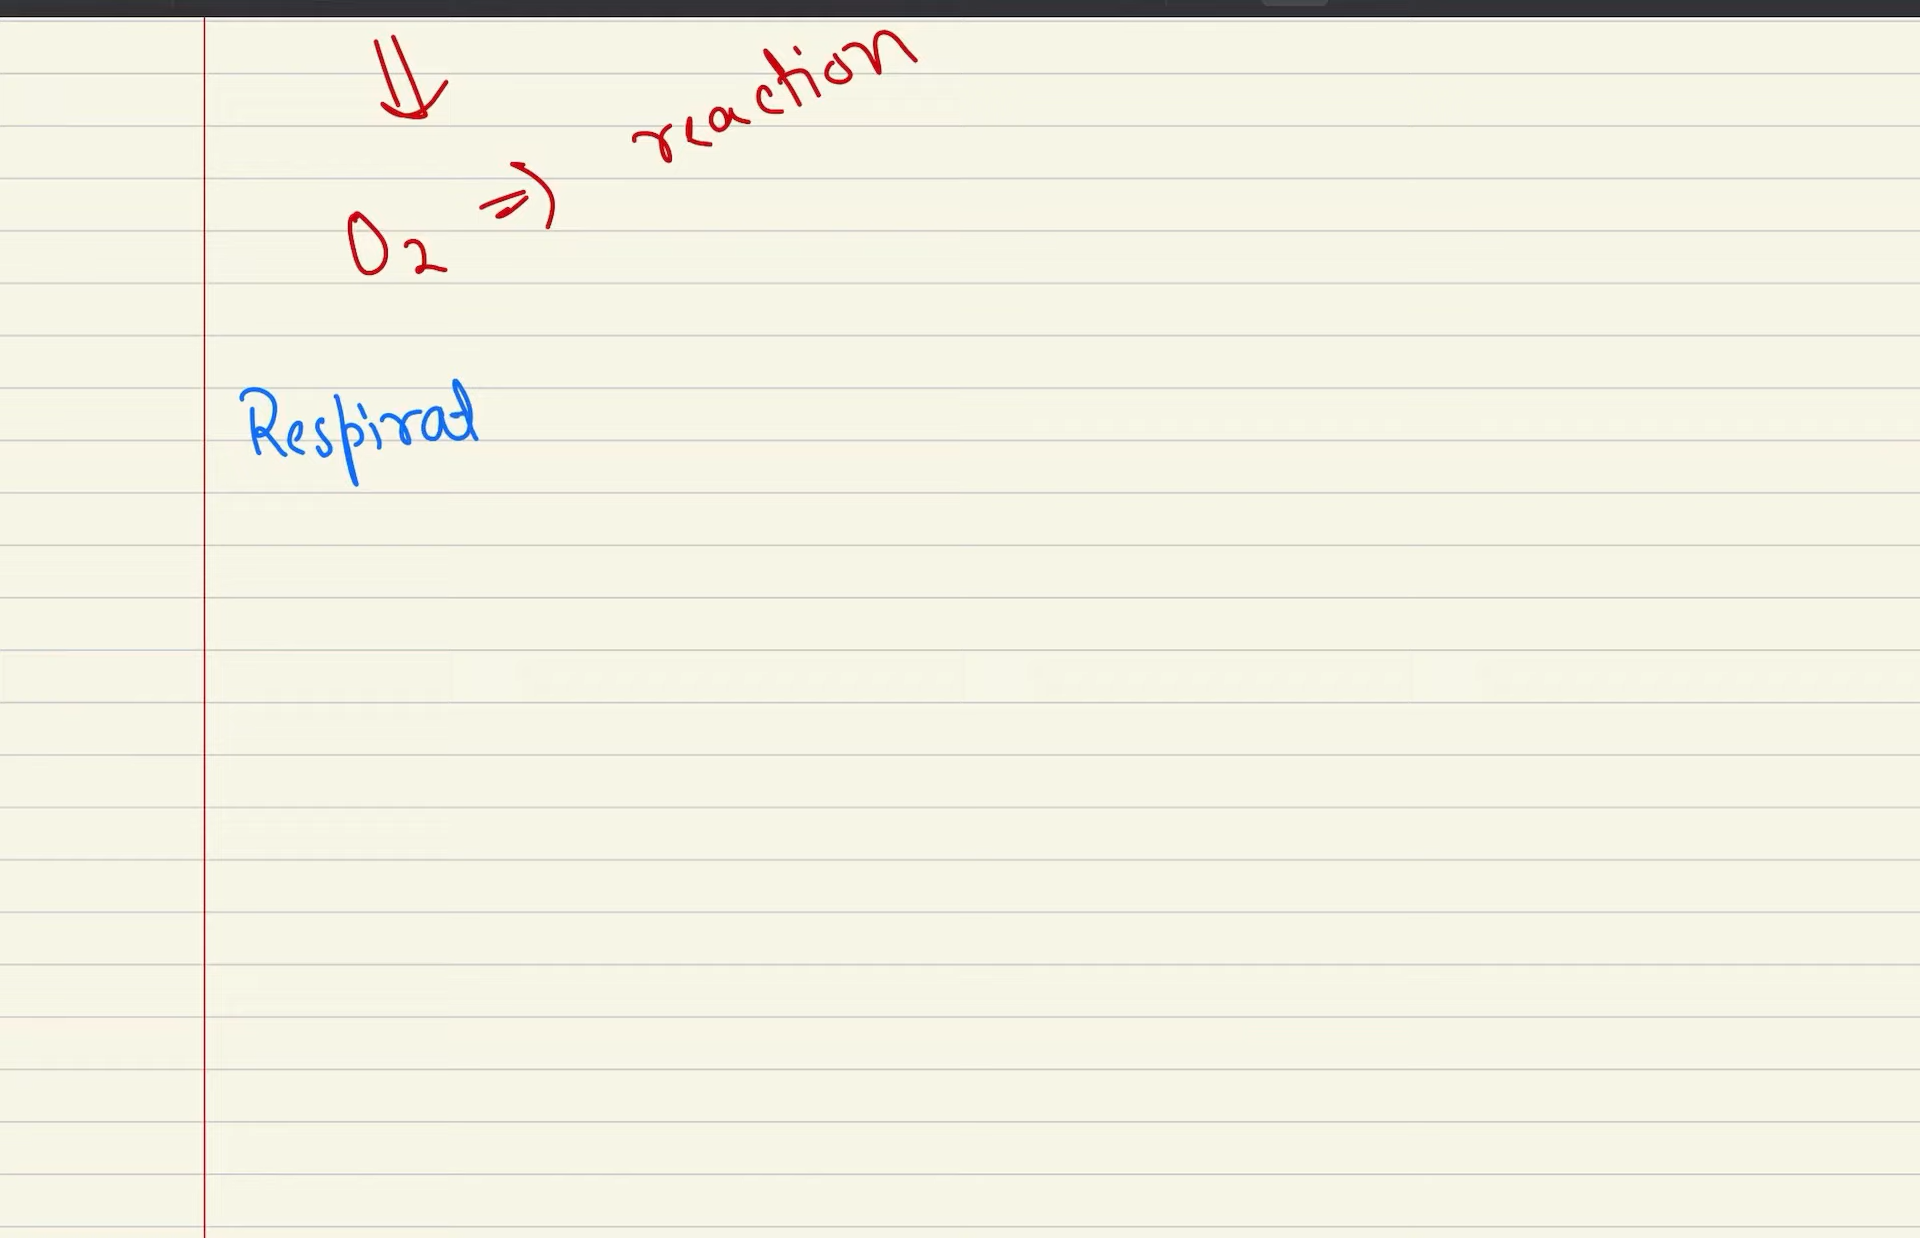 ⇓
O₂ ⇒ reaction
Respirat